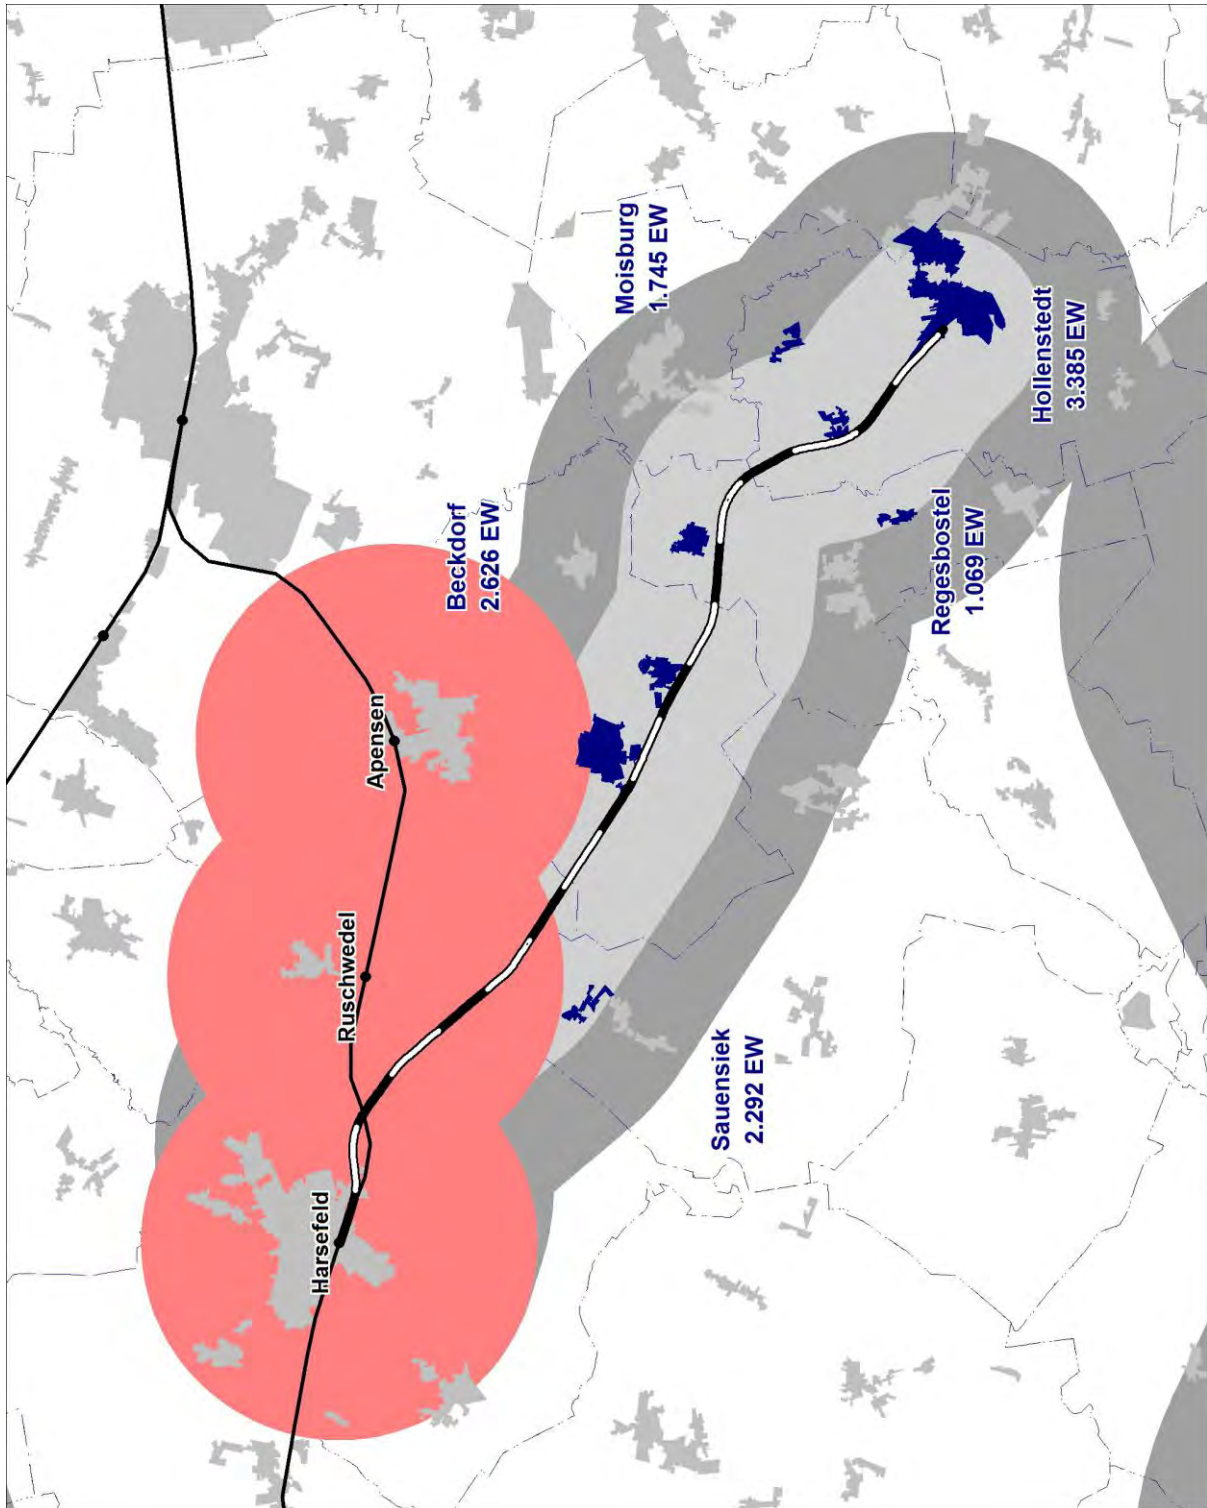 Harsefeld
Ruschwedel
Apensen
Beckdorf
2.626 EW
Moisburg
1.745 EW
Sauensiek
2.292 EW
Regesbostel
1.069 EW
Hollenstedt
3.385 EW